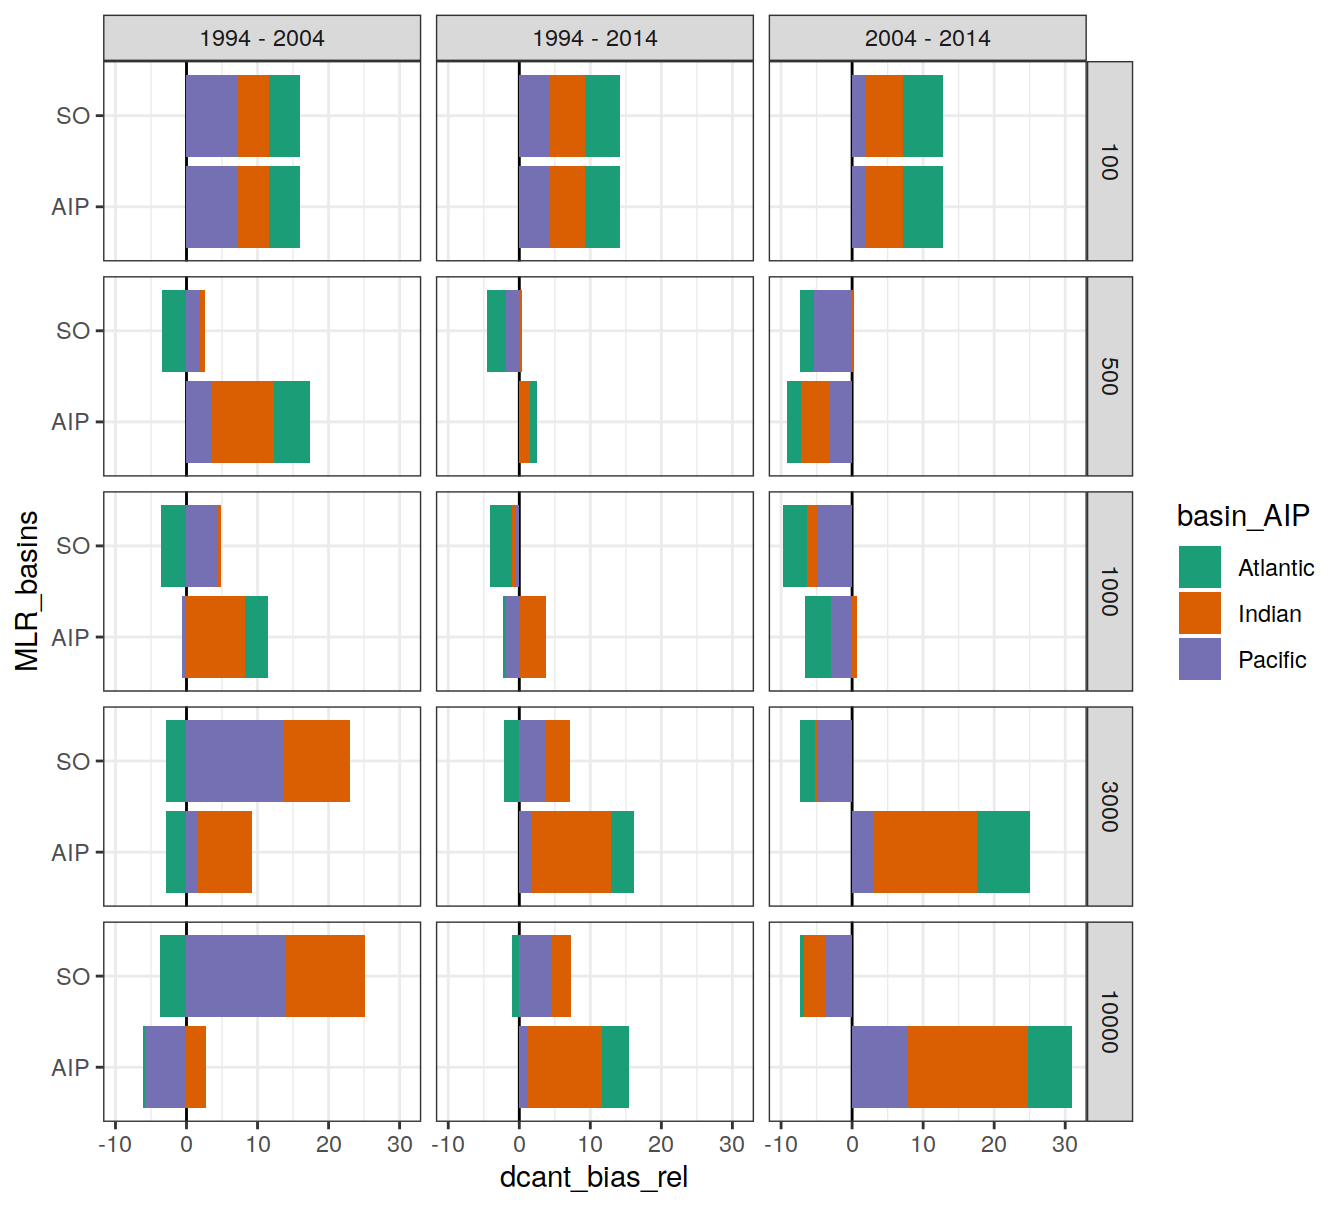 1994 - 2004
1994 - 2014
2004 - 2014
SO
AIP
100
SO
AIP
500
SO
AIP
1000
SO
AIP
3000
SO
AIP
10000
MLR_basins
-10 0 10 20 30
-10 0 10 20 30
-10 0 10 20 30
dcant_bias_rel
basin_AIP
Atlantic
Indian
Pacific